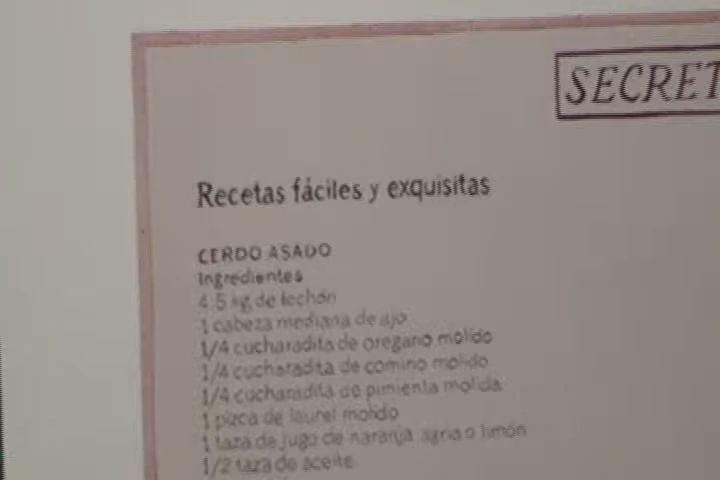 SECRET
Recetas fáciles y exquisitas
CERDO ASADO
Ingredientes
4.5 kg de lechón
1 cabeza mediana de ajo
1/4 cucharadita de oregano molido
1/4 cucharadita de comino molido
1/4 cucharadita de pimienta molida
1 pizca de laurel molido
1 taza de jugo de naranja agria o limón
1/2 taza de aceite